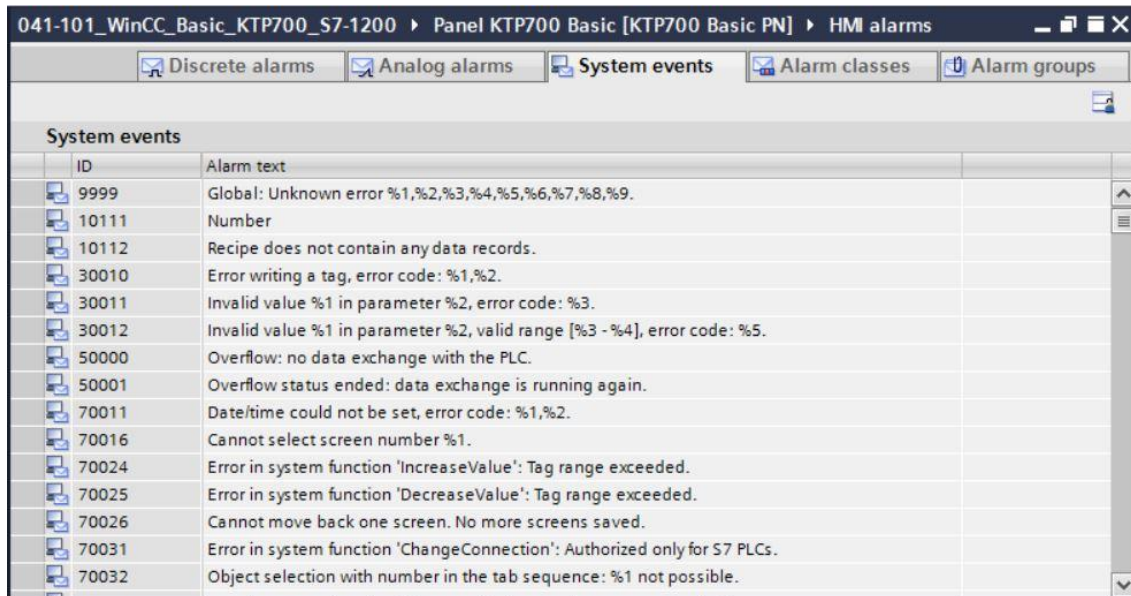 041-101_WinCC_Basic_KTP700_S7-1200 ▸ Panel KTP700 Basic [KTP700 Basic PN] ▸ HMI alarms
Discrete alarms Analog alarms System events Alarm classes Alarm groups
System events
ID Alarm text
9999 Global: Unknown error %1,%2,%3,%4,%5,%6,%7,%8,%9.
10111 Number
10112 Recipe does not contain any data records.
30010 Error writing a tag, error code: %1,%2.
30011 Invalid value %1 in parameter %2, error code: %3.
30012 Invalid value %1 in parameter %2, valid range [%3 - %4], error code: %5.
50000 Overflow: no data exchange with the PLC.
50001 Overflow status ended: data exchange is running again.
70011 Date/time could not be set, error code: %1,%2.
70016 Cannot select screen number %1.
70024 Error in system function 'IncreaseValue': Tag range exceeded.
70025 Error in system function 'DecreaseValue': Tag range exceeded.
70026 Cannot move back one screen. No more screens saved.
70031 Error in system function 'ChangeConnection': Authorized only for S7 PLCs.
70032 Object selection with number in the tab sequence: %1 not possible.